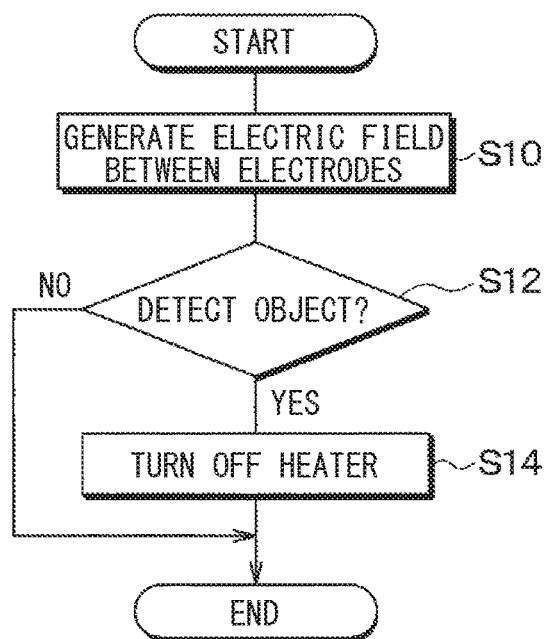 START
GENERATE ELECTRIC FIELD
BETWEEN ELECTRODES
S10
DETECT OBJECT?
S12
NO
YES
TURN OFF HEATER
S14
END